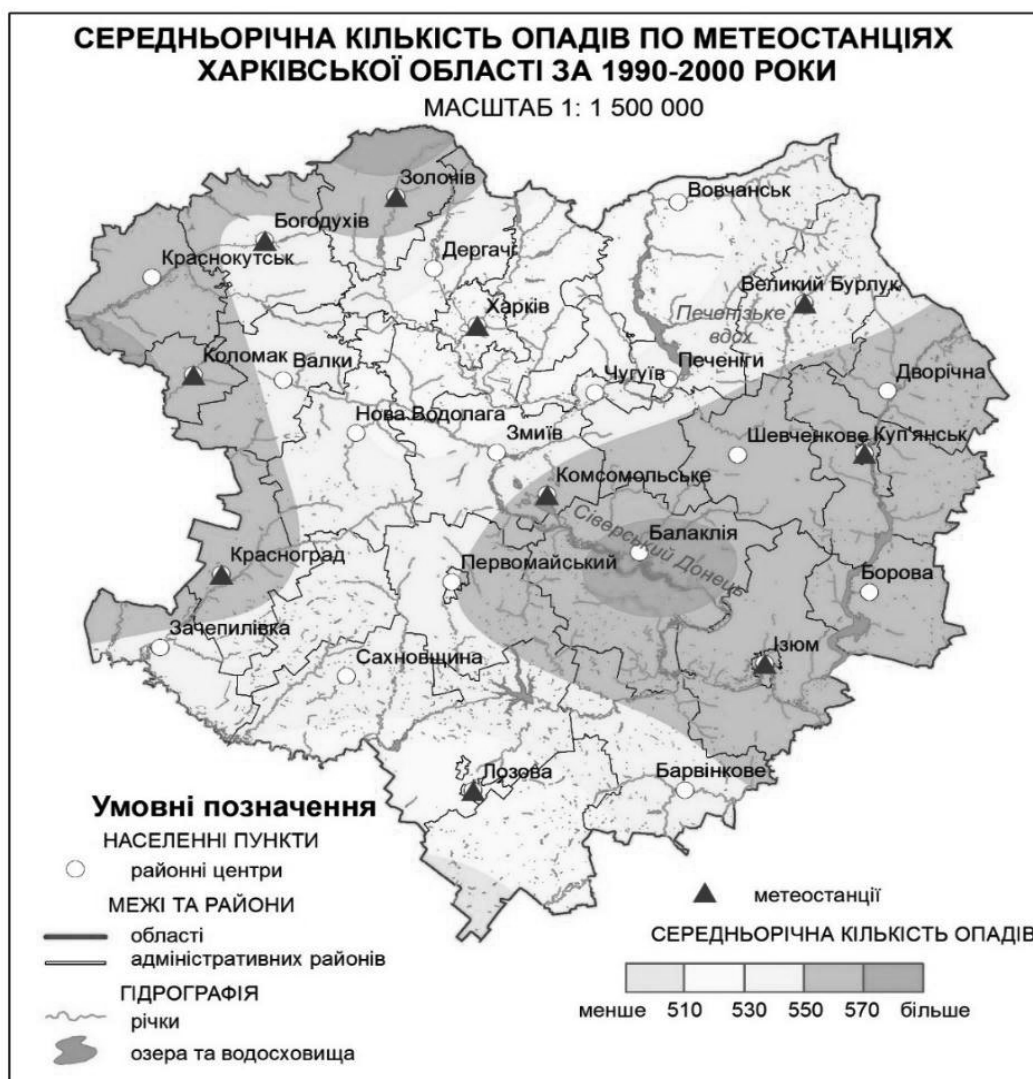 СЕРЕДНЬОРІЧНА КІЛЬКІСТЬ ОПАДІВ ПО МЕТЕОСТАНЦІЯХ
ХАРКІВСЬКОЇ ОБЛАСТІ ЗА 1990-2000 РОКИ
МАСШТАБ 1: 1 500 000
Золочів
Вовчанськ
Богодухів
Дергачі
Краснокутськ
Великий Бурлук
Харків
Печенізьке
вдсх.
Коломак
Валки
Печеніги
Чугуїв
Дворічна
Нова Водолага
Зміїв
Шевченкове
Куп'янськ
Комсомольське
Сіверський Донець
Балаклія
Красноград
Первомайський
Борова
Зачепилівка
Ізюм
Сахновщина
Лозова
Барвінкове
Умовні позначення
НАСЕЛЕННІ ПУНКТИ
районні центри
МЕЖІ ТА РАЙОНИ
області
адміністративних районів
ГІДРОГРАФІЯ
річки
озера та водосховища
метеостанції
СЕРЕДНЬОРІЧНА КІЛЬКІСТЬ ОПАДІВ
менше 510 530 550 570 більше